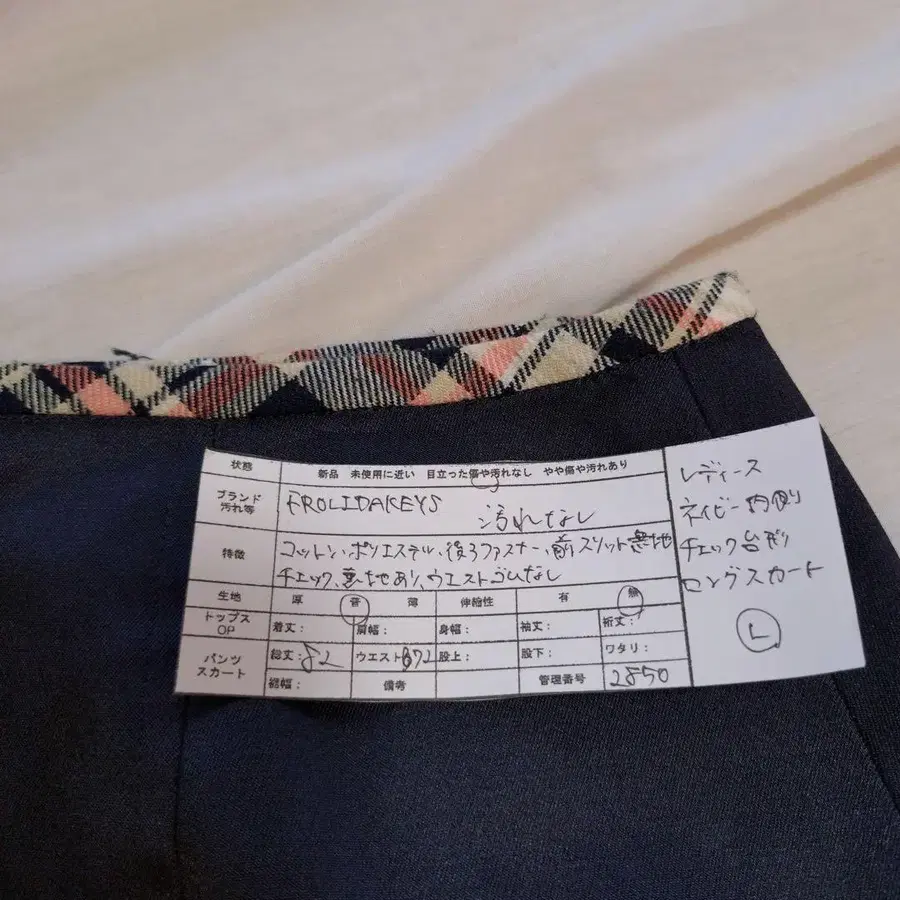 状態 新品 未使用に近い 目立った傷や汚れなし やや傷や汚れあり
ブランド 汚れ等 FROLIDAKEYS 汚れなし
特徴 コットン、ポリエステル、後ろファスナー、前スリット無地
チェック、裏地あり、ウエストゴムなし
生地 厚 普 薄 伸縮性 有 無
トップス OP 着丈: 肩幅: 身幅: 袖丈: 裄丈:
パンツ スカート 総丈:82 ウエスト 72 股上: 股下: ワタリ:
裾幅: 備考 管理番号 2850
レディース
ネイビー 内側
チェック 台形
ロングスカート
L